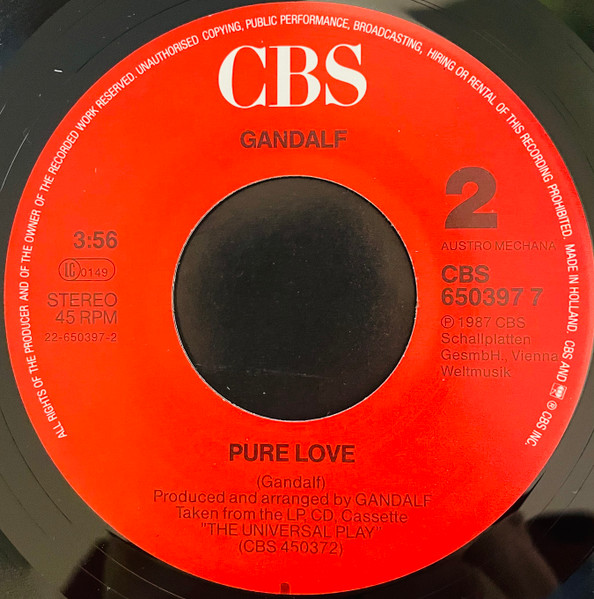 ALL RIGHTS OF THE PRODUCER AND OF THE OWNER OF THE RECORDED WORK RESERVED. UNAUTHORISED COPYING, PUBLIC PERFORMANCE, BROADCASTING, HIRING OR RENTAL OF THIS RECORDING PROHIBITED. MADE IN HOLLAND. CBS AND ® CBS INC.
CBS
GANDALF
2
3:56
AUSTRO MECHANA
LC 0149
CBS
650397 7
STEREO
45 RPM
22-650397-2
℗ 1987 CBS
Schallplatten
GesmbH., Vienna
Weltmusik
PURE LOVE
(Gandalf)
Produced and arranged by GANDALF
Taken from the LP, CD, Cassette
"THE UNIVERSAL PLAY"
(CBS 450372)